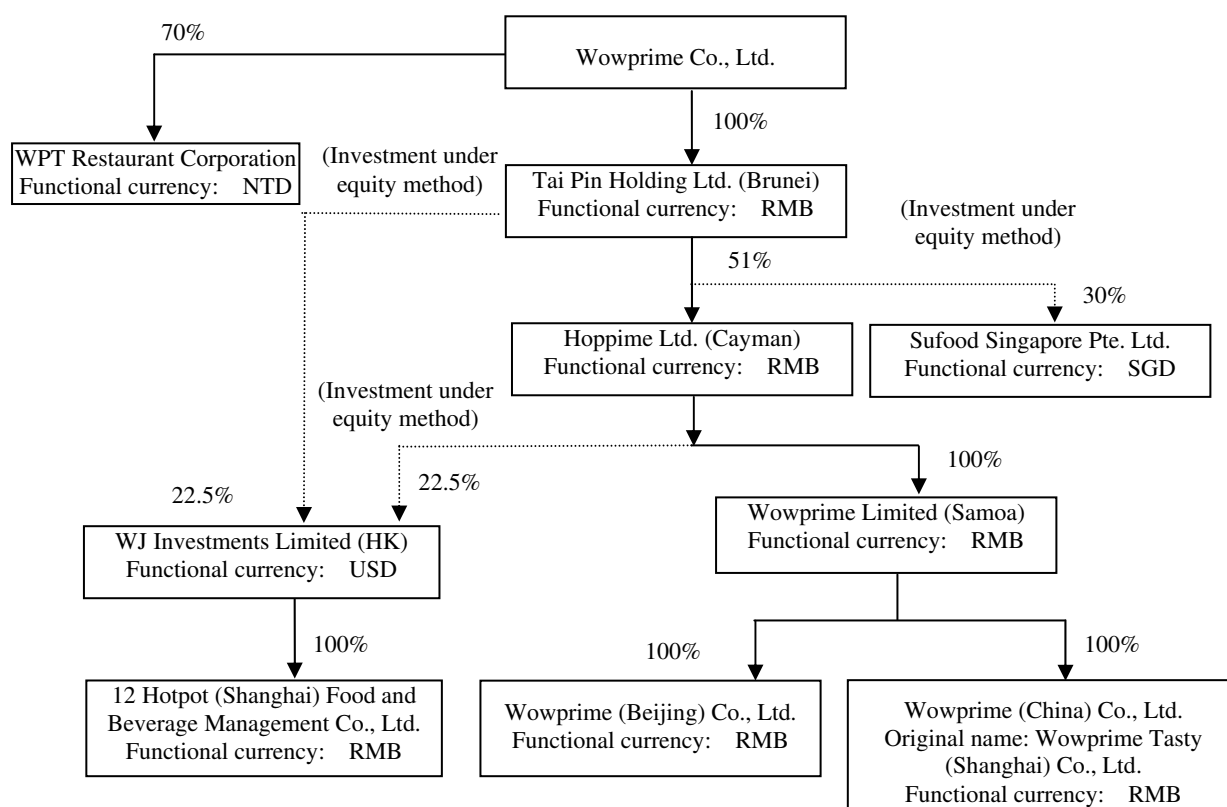 70%
Wowprime Co., Ltd.
100%
WPT Restaurant Corporation
Functional currency: NTD
(Investment under
equity method)
Tai Pin Holding Ltd. (Brunei)
Functional currency: RMB
(Investment under
equity method)
51%
30%
Hoppime Ltd. (Cayman)
Functional currency: RMB
Sufood Singapore Pte. Ltd.
Functional currency: SGD
(Investment under
equity method)
100%
22.5%
22.5%
WJ Investments Limited (HK)
Functional currency: USD
Wowprime Limited (Samoa)
Functional currency: RMB
100%
100%
100%
12 Hotpot (Shanghai) Food and
Beverage Management Co., Ltd.
Functional currency: RMB
Wowprime (Beijing) Co., Ltd.
Functional currency: RMB
Wowprime (China) Co., Ltd.
Original name: Wowprime Tasty
(Shanghai) Co., Ltd.
Functional currency: RMB